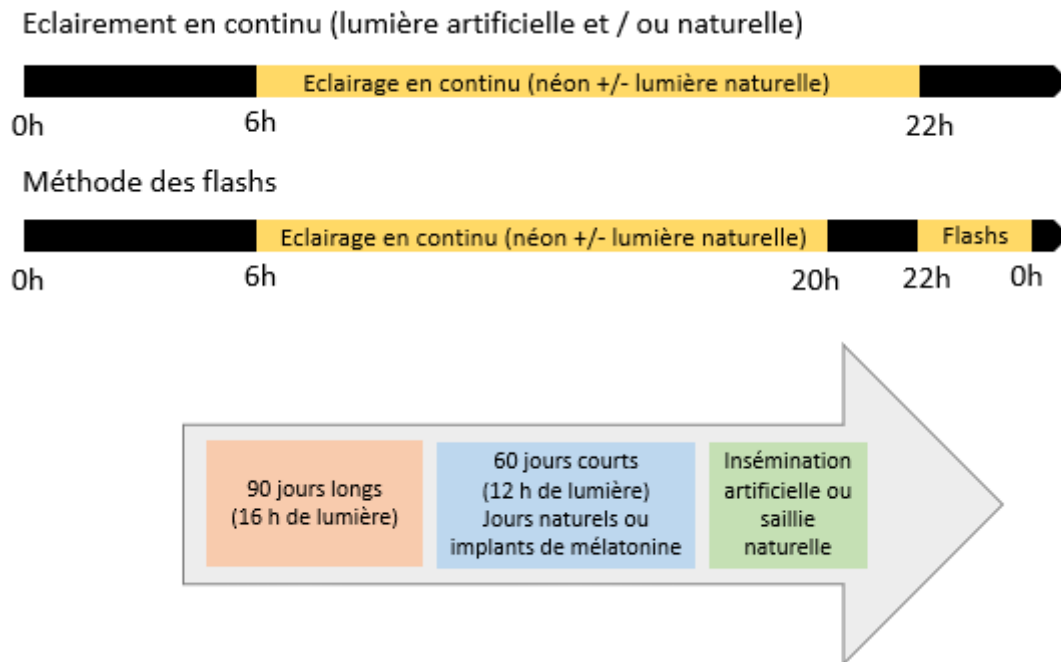 Eclairement en continu (lumière artificielle et / ou naturelle)
Eclairage en continu (néon +/- lumière naturelle)
0h
6h
22h
Méthode des flashs
Eclairage en continu (néon +/- lumière naturelle)
Flashs
0h
6h
20h
22h
0h
90 jours longs
(16 h de lumière)
60 jours courts
(12 h de lumière)
Jours naturels ou
implants de mélatonine
Insémination
artificielle ou
saillie
naturelle